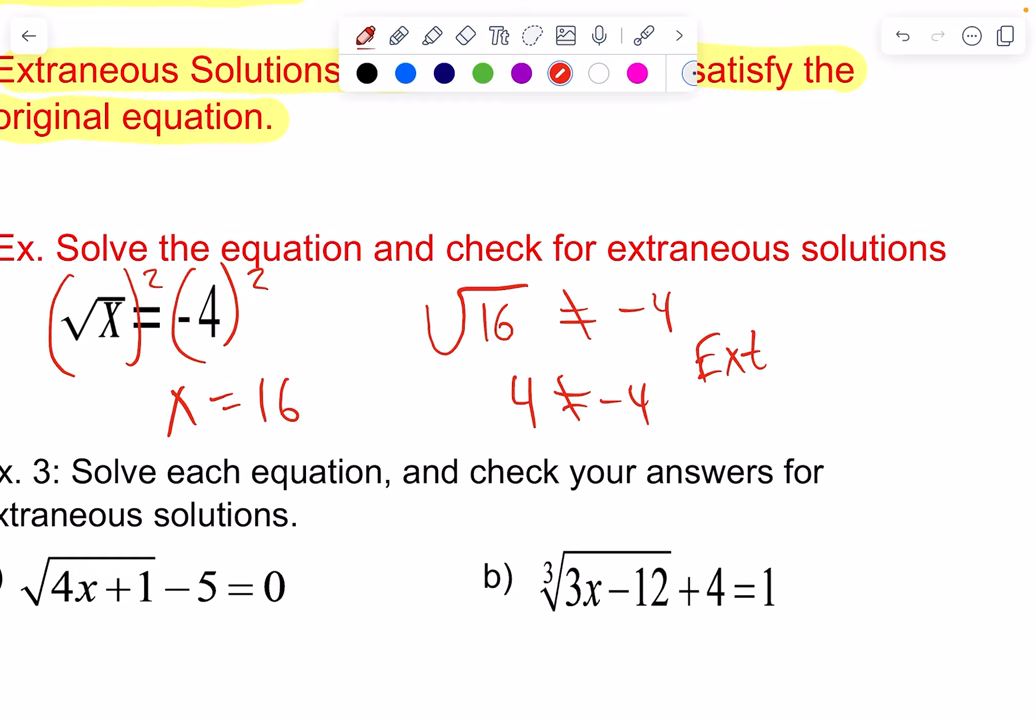 Extraneous Solutions satisfy the
original equation.
Ex. Solve the equation and check for extraneous solutions
(√x)² = (-4)²
x = 16
√16 ≠ -4
4 ≠ -4
Ext
x. 3: Solve each equation, and check your answers for
xtraneous solutions.
) √4x+1 − 5 = 0
b) ∛3x−12 + 4 = 1
Tt